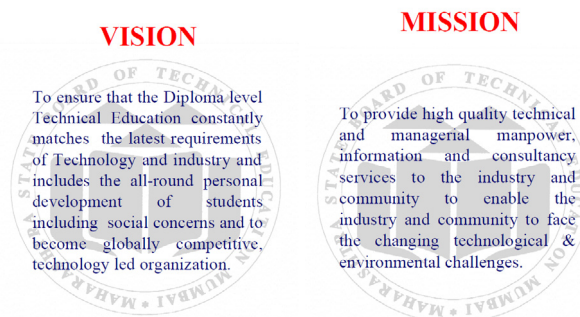 VISION
To ensure that the Diploma level
Technical Education constantly
matches the latest requirements
of Technology and industry and
includes the all-round personal
development of students
including social concerns and to
become globally competitive,
technology led organization.
MISSION
To provide high quality technical
and managerial manpower,
information and consultancy
services to the industry and
community to enable the
industry and community to face
the changing technological &
environmental challenges.